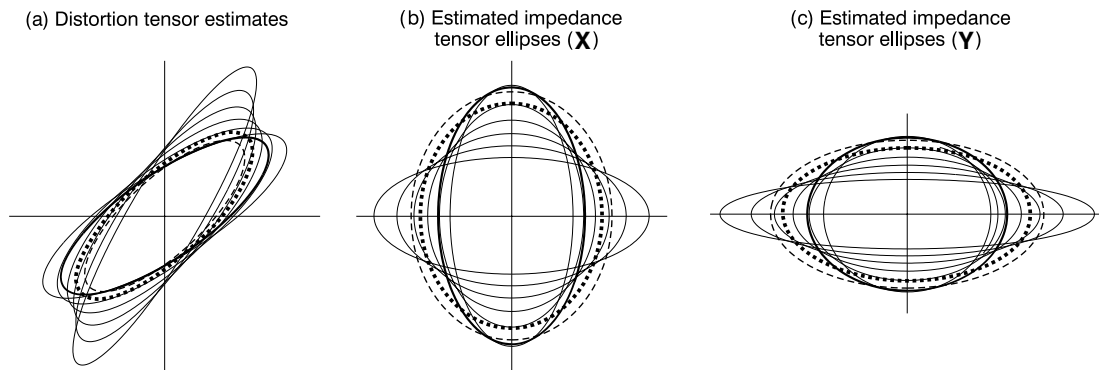 (a) Distortion tensor estimates
(b) Estimated impedance
tensor ellipses (X)
(c) Estimated impedance
tensor ellipses (Y)